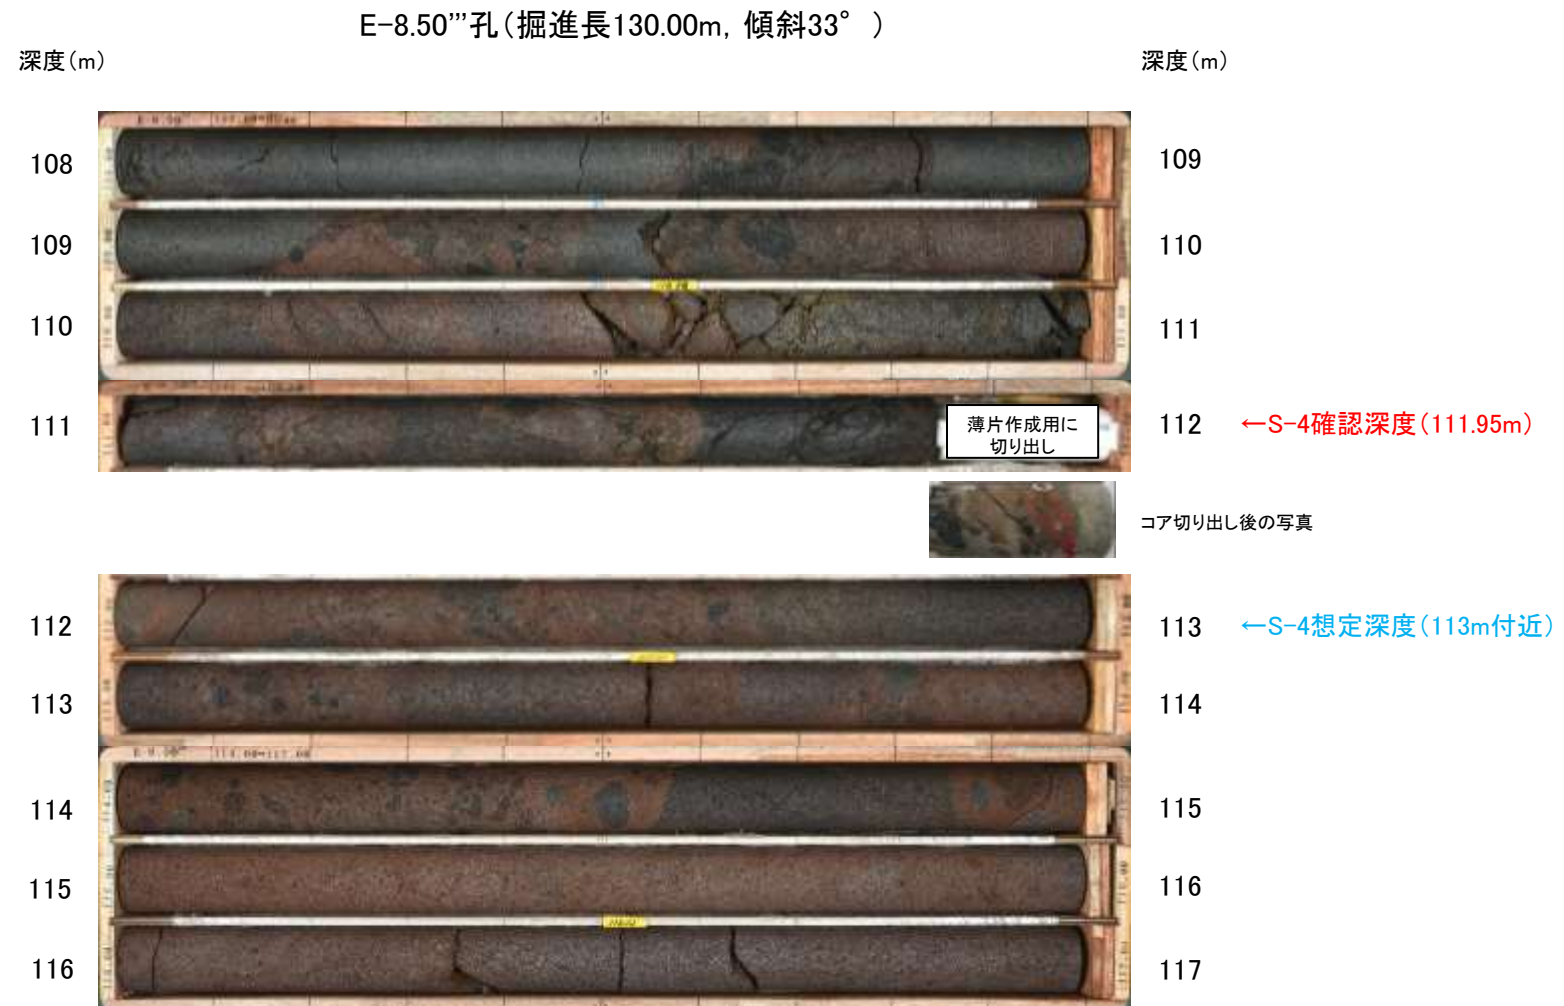 E-8.50’’’孔(掘進長130.00m, 傾斜33°)
深度(m)
深度(m)
108
109
109
110
110
111
111
薄片作成用に
切り出し
112
←S-4確認深度(111.95m)
コア切り出し後の写真
112
113
←S-4想定深度(113m付近)
113
114
114
115
115
116
116
117